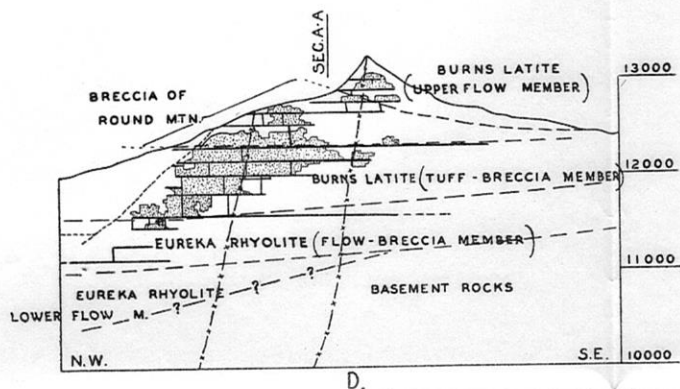 SEC. A-A
13000
BURNS LATITE
(UPPER FLOW MEMBER)
BRECCIA OF
ROUND MTN.
12000
BURNS LATITE (TUFF-BRECCIA MEMBER)
EUREKA RHYOLITE (FLOW-BRECCIA MEMBER)
11000
EUREKA RHYOLITE
LOWER FLOW M.
? ? ?
BASEMENT ROCKS
N.W.
S.E.
10000
D.